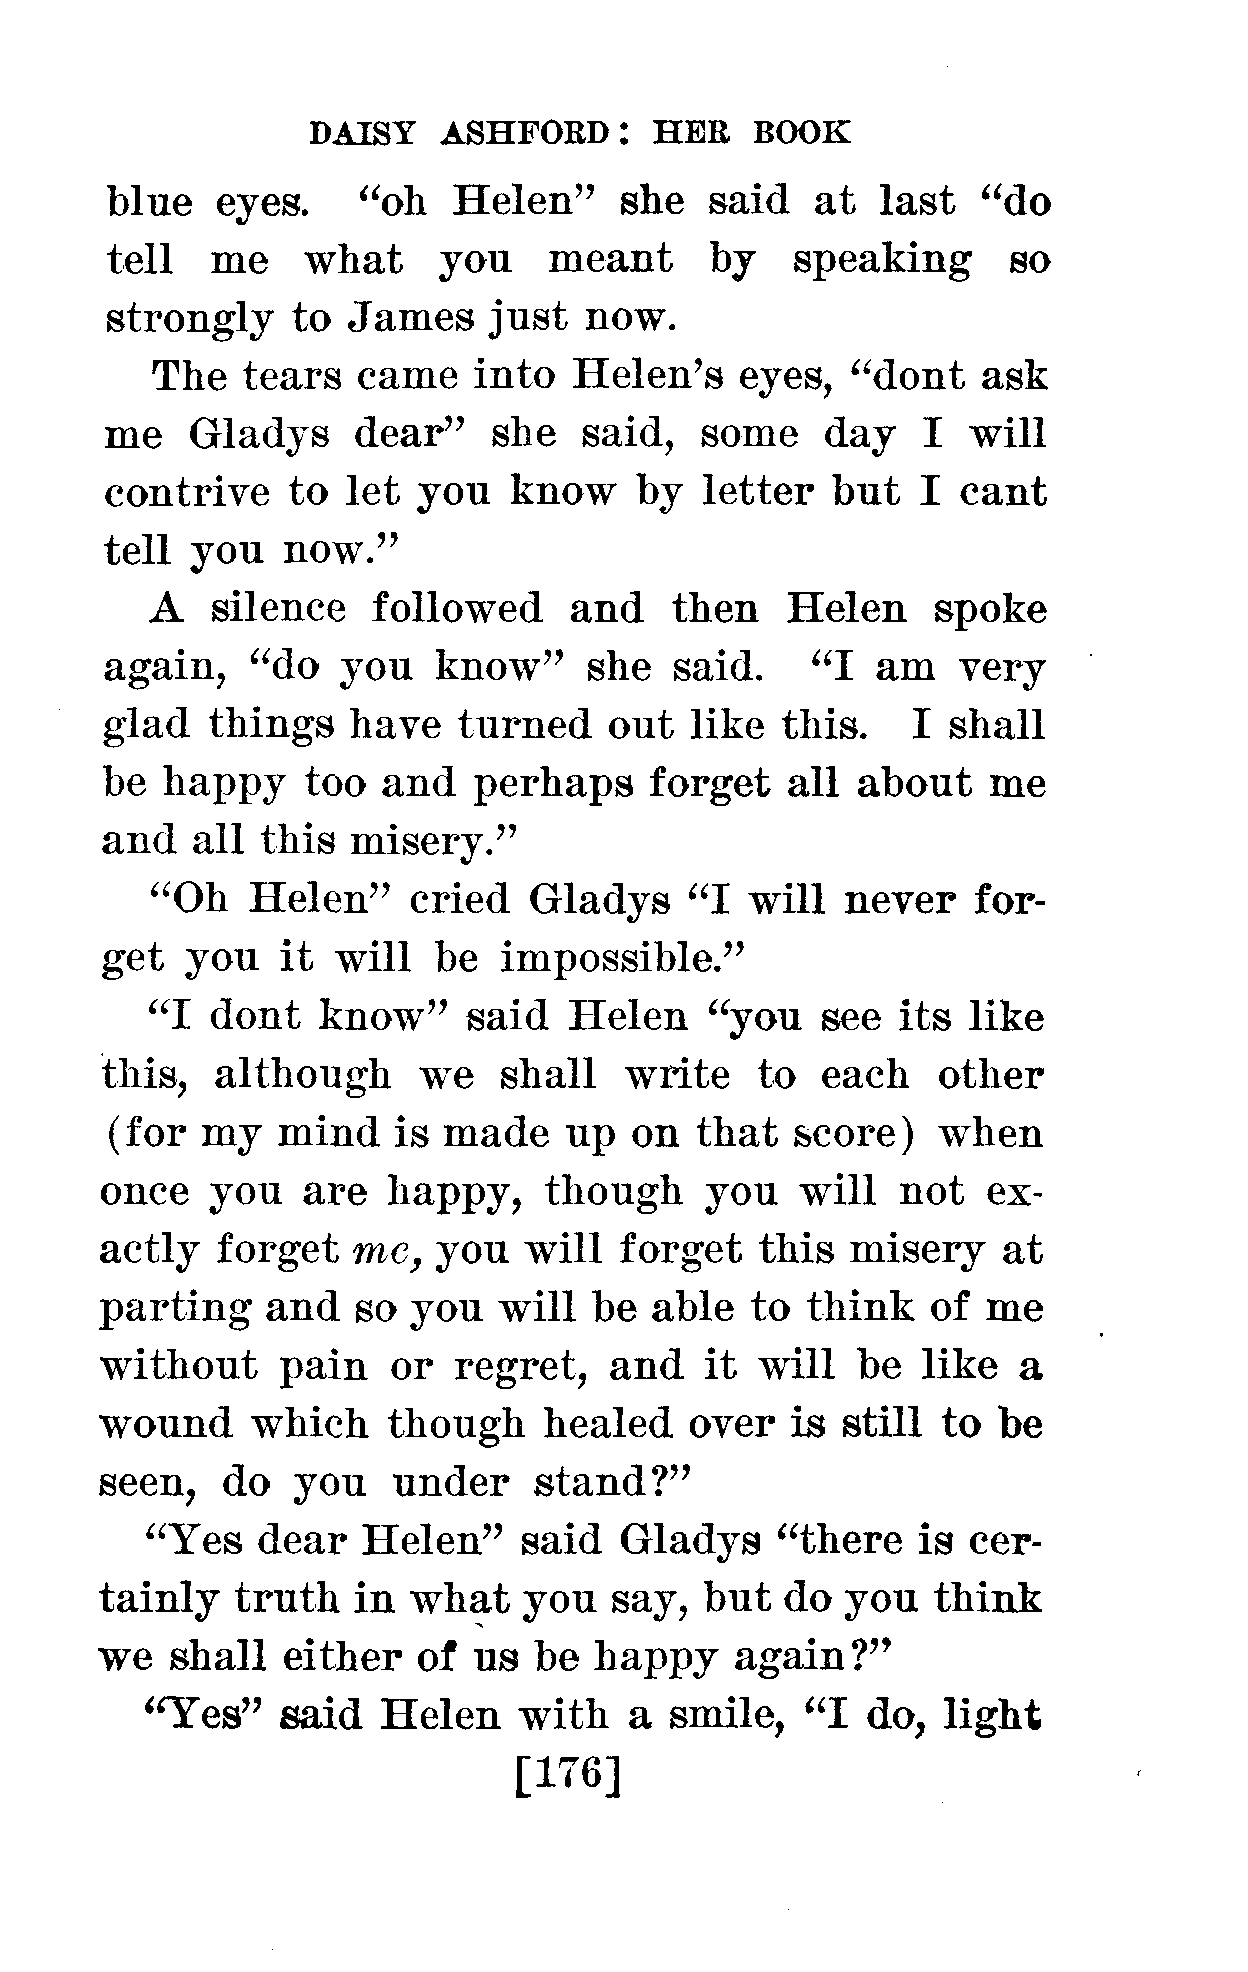 DAISY ASHFORD: HER BOOK
blue eyes. "oh Helen" she said at last "do
tell me what you meant by speaking so
strongly to James just now.
The tears came into Helen's eyes, "dont ask
me Gladys dear" she said, some day I will
contrive to let you know by letter but I cant
tell you now."
A silence followed and then Helen spoke
again, "do you know" she said. "I am very
glad things have turned out like this. I shall
be happy too and perhaps forget all about me
and all this misery."
"Oh Helen" cried Gladys "I will never for-
get you it will be impossible."
"I dont know" said Helen "you see its like
this, although we shall write to each other
(for my mind is made up on that score) when
once you are happy, though you will not ex-
actly forget me, you will forget this misery at
parting and so you will be able to think of me
without pain or regret, and it will be like a
wound which though healed over is still to be
seen, do you under stand?"
"Yes dear Helen" said Gladys "there is cer-
tainly truth in what you say, but do you think
we shall either of us be happy again?"
"Yes" said Helen with a smile, "I do, light
[176]